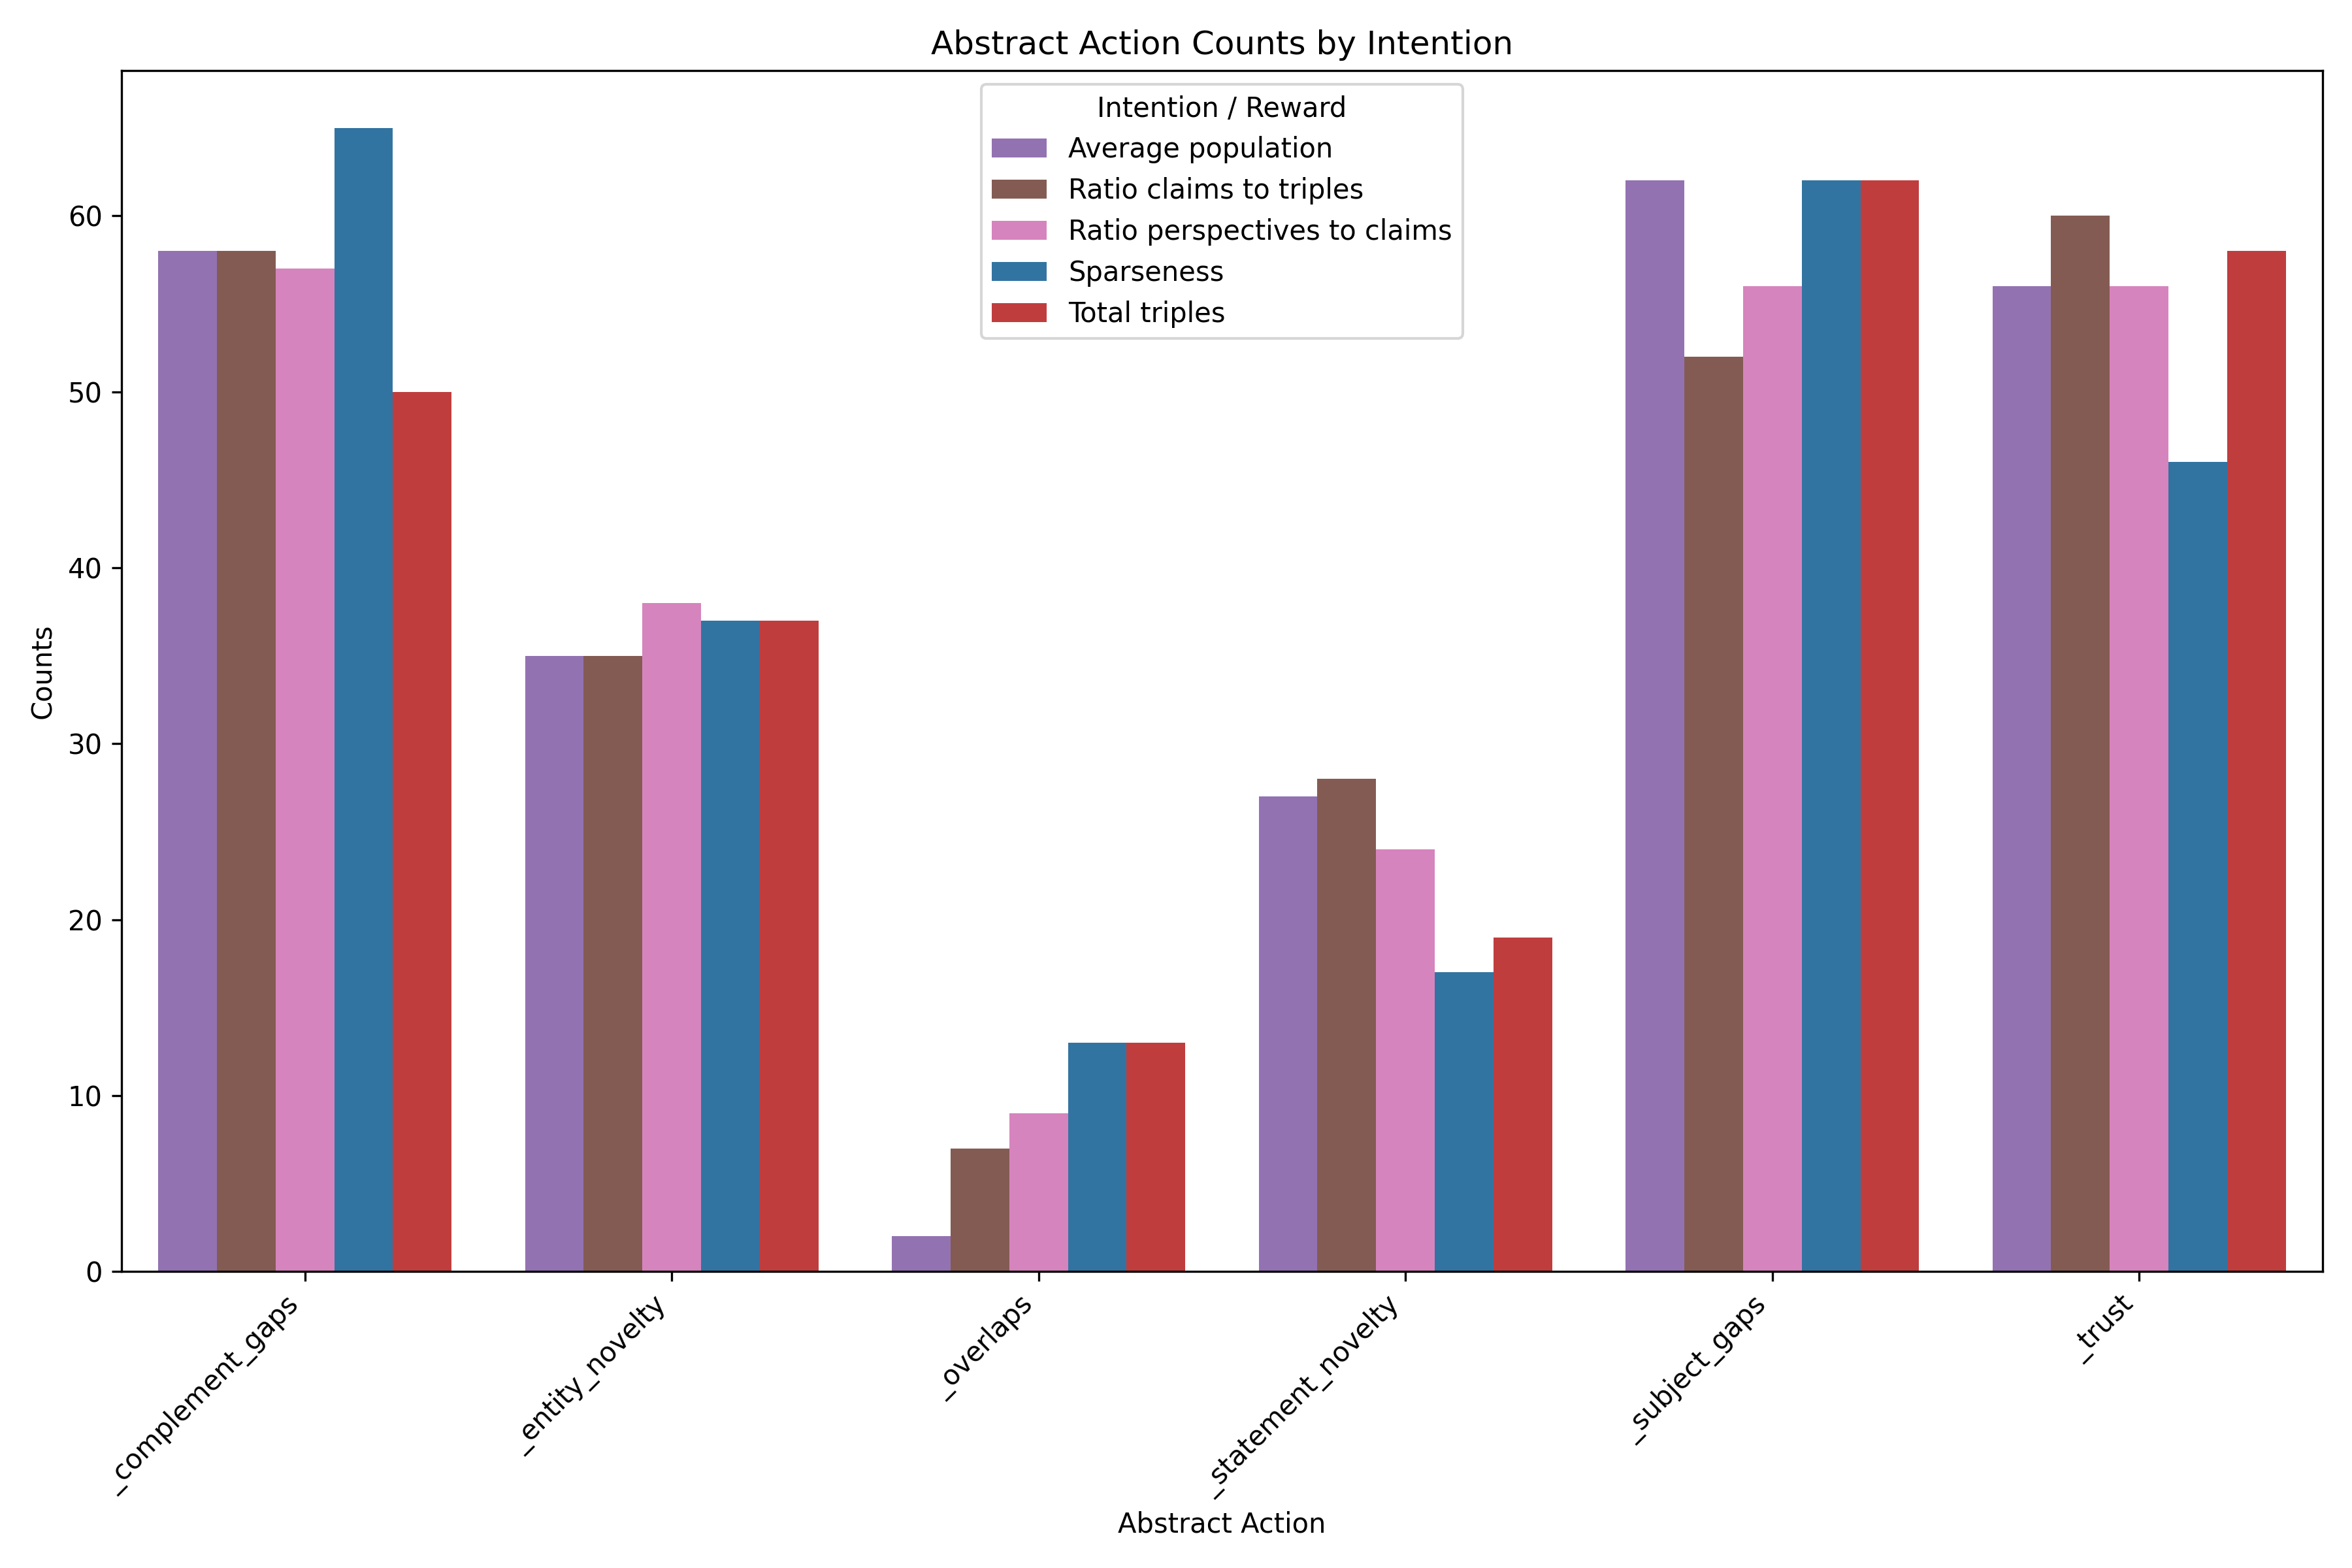 Abstract Action Counts by Intention
Intention / Reward
Average population
Ratio claims to triples
Ratio perspectives to claims
Sparseness
Total triples
Counts
60
50
40
30
20
10
0
_complement_gaps
_entity_novelty
_overlaps
_statement_novelty
_subject_gaps
_trust
Abstract Action